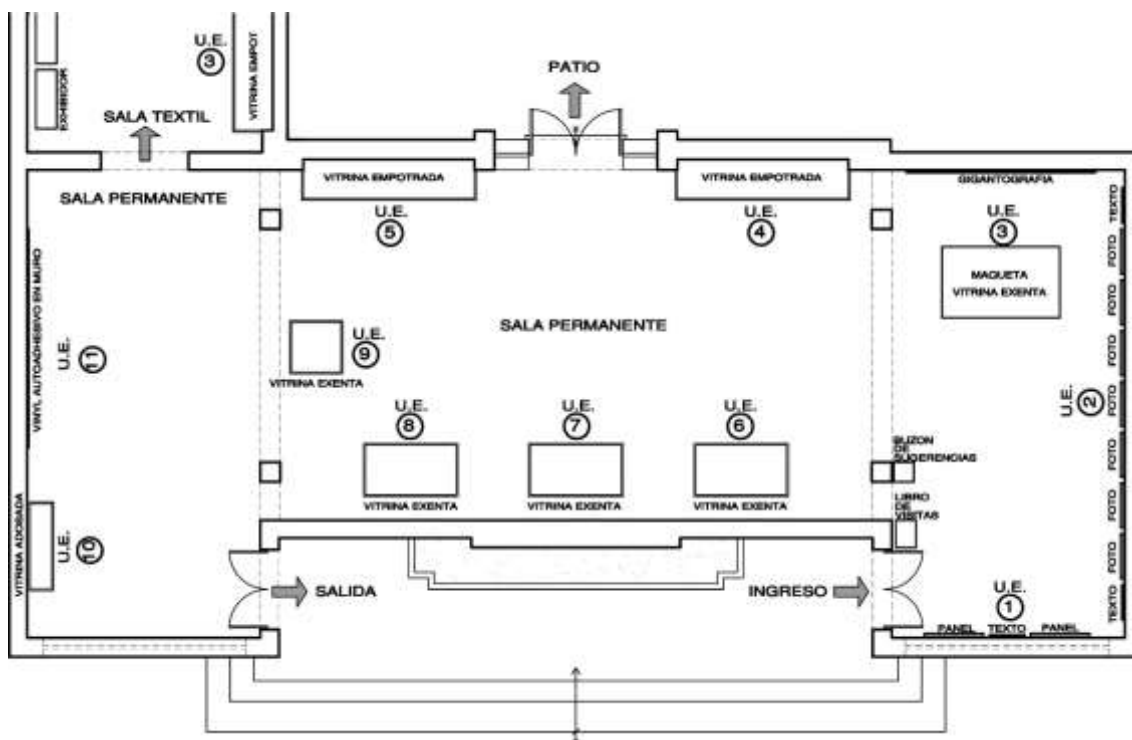 U.E.
3
VITRINA EMPOT
EXHIBIDOR
SALA TEXTIL
PATIO
SALA PERMANENTE
VITRINA EMPOTRADA
U.E.
5
VITRINA EMPOTRADA
U.E.
4
GIGANTOGRAFIA
U.E.
3
MAQUETA
VITRINA EXENTA
TEXTO
FOTO
FOTO
FOTO
FOTO
FOTO
FOTO
FOTO
TEXTO
U.E.
2
VINYL AUTOADHESIVO EN MURO
U.E.
11
SALA PERMANENTE
U.E.
9
VITRINA EXENTA
U.E.
8
VITRINA EXENTA
U.E.
7
VITRINA EXENTA
U.E.
6
VITRINA EXENTA
BUZON
DE
SUGERENCIAS
LIBRO
DE
VISITAS
VITRINA ADOSADA
U.E.
10
SALIDA
INGRESO
U.E.
1
PANEL
TEXTO
PANEL